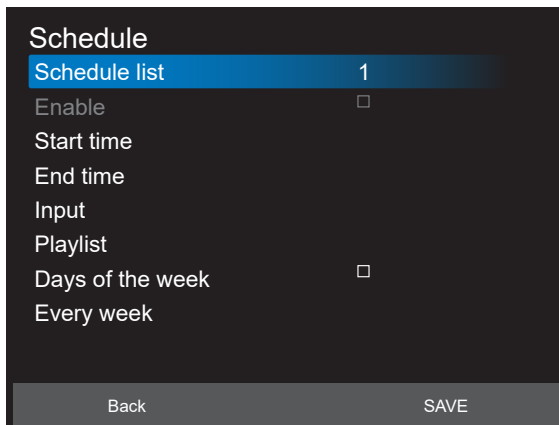 Schedule
Schedule list 1
Enable
Start time
End time
Input
Playlist
Days of the week
Every week
Back SAVE